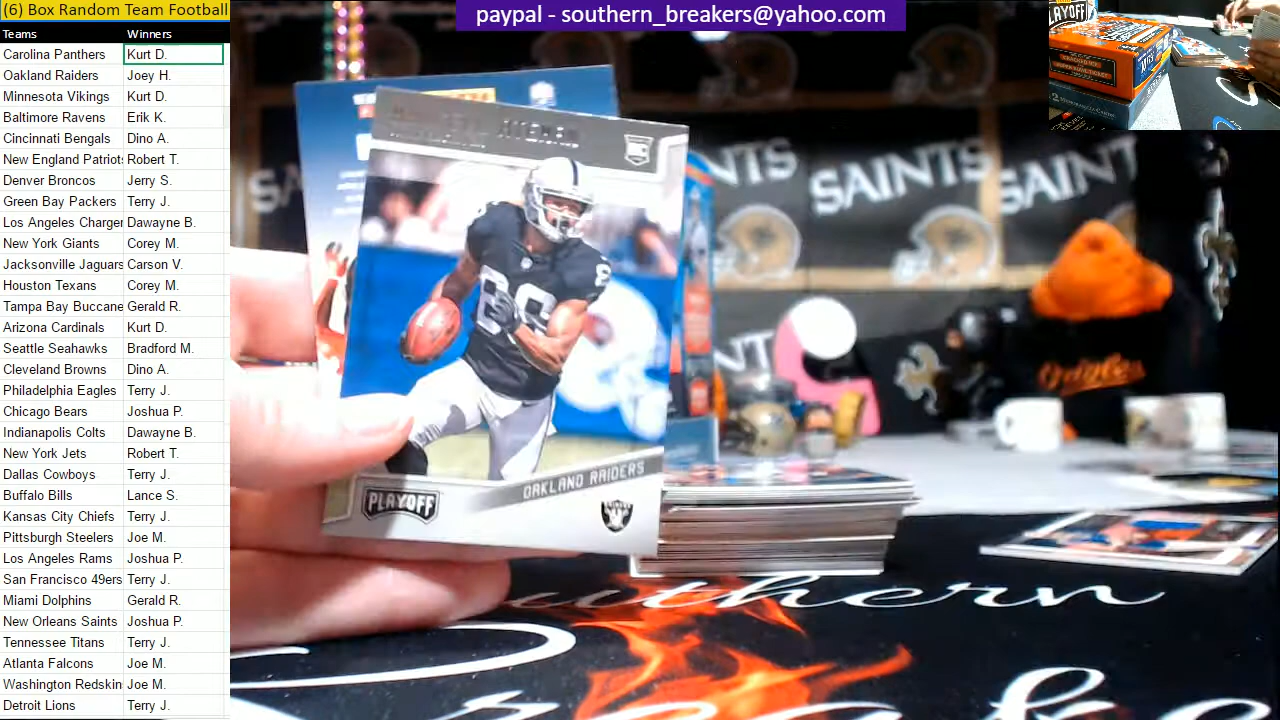 (6) Box Random Team Football
paypal - southern_breakers@yahoo.com
Teams Winners
Carolina Panthers Kurt D.
Oakland Raiders Joey H.
Minnesota Vikings Kurt D.
Baltimore Ravens Erik K.
Cincinnati Bengals Dino A.
New England Patriots Robert T.
Denver Broncos Jerry S.
Green Bay Packers Terry J.
Los Angeles Charger Dawayne B.
New York Giants Corey M.
Jacksonville Jaguars Carson V.
Houston Texans Corey M.
Tampa Bay Buccane Gerald R.
Arizona Cardinals Kurt D.
Seattle Seahawks Bradford M.
Cleveland Browns Dino A.
Philadelphia Eagles Terry J.
Chicago Bears Joshua P.
Indianapolis Colts Dawayne B.
New York Jets Robert T.
Dallas Cowboys Terry J.
Buffalo Bills Lance S.
Kansas City Chiefs Terry J.
Pittsburgh Steelers Joe M.
Los Angeles Rams Joshua P.
San Francisco 49ers Terry J.
Miami Dolphins Gerald R.
New Orleans Saints Joshua P.
Tennessee Titans Terry J.
Atlanta Falcons Joe M.
Washington Redskin Joe M.
Detroit Lions Terry J.
PLAYOFF
SAINTS
SAINTS
Orioles
OAKLAND RAIDERS
PLAYOFF
Southern